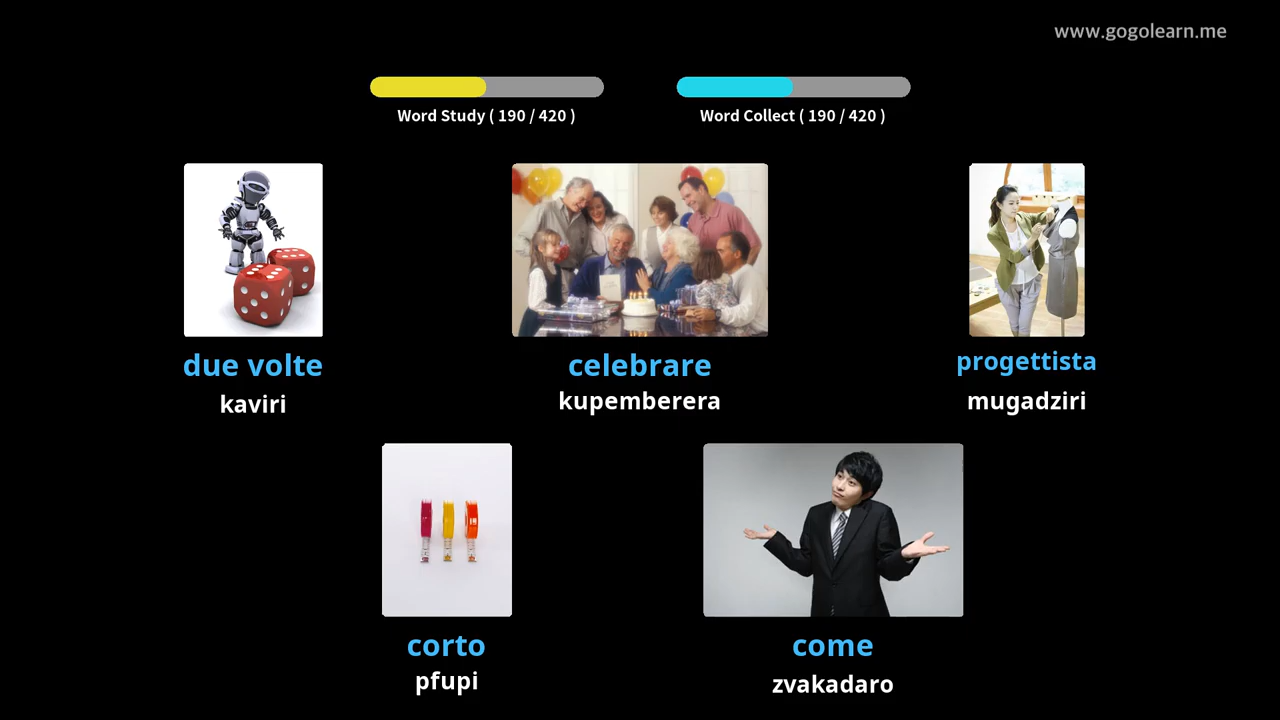 www.gogolearn.me
Word Study ( 190 / 420 )
Word Collect ( 190 / 420 )
due volte
kaviri
celebrare
kupemberera
progettista
mugadziri
corto
pfupi
come
zvakadaro